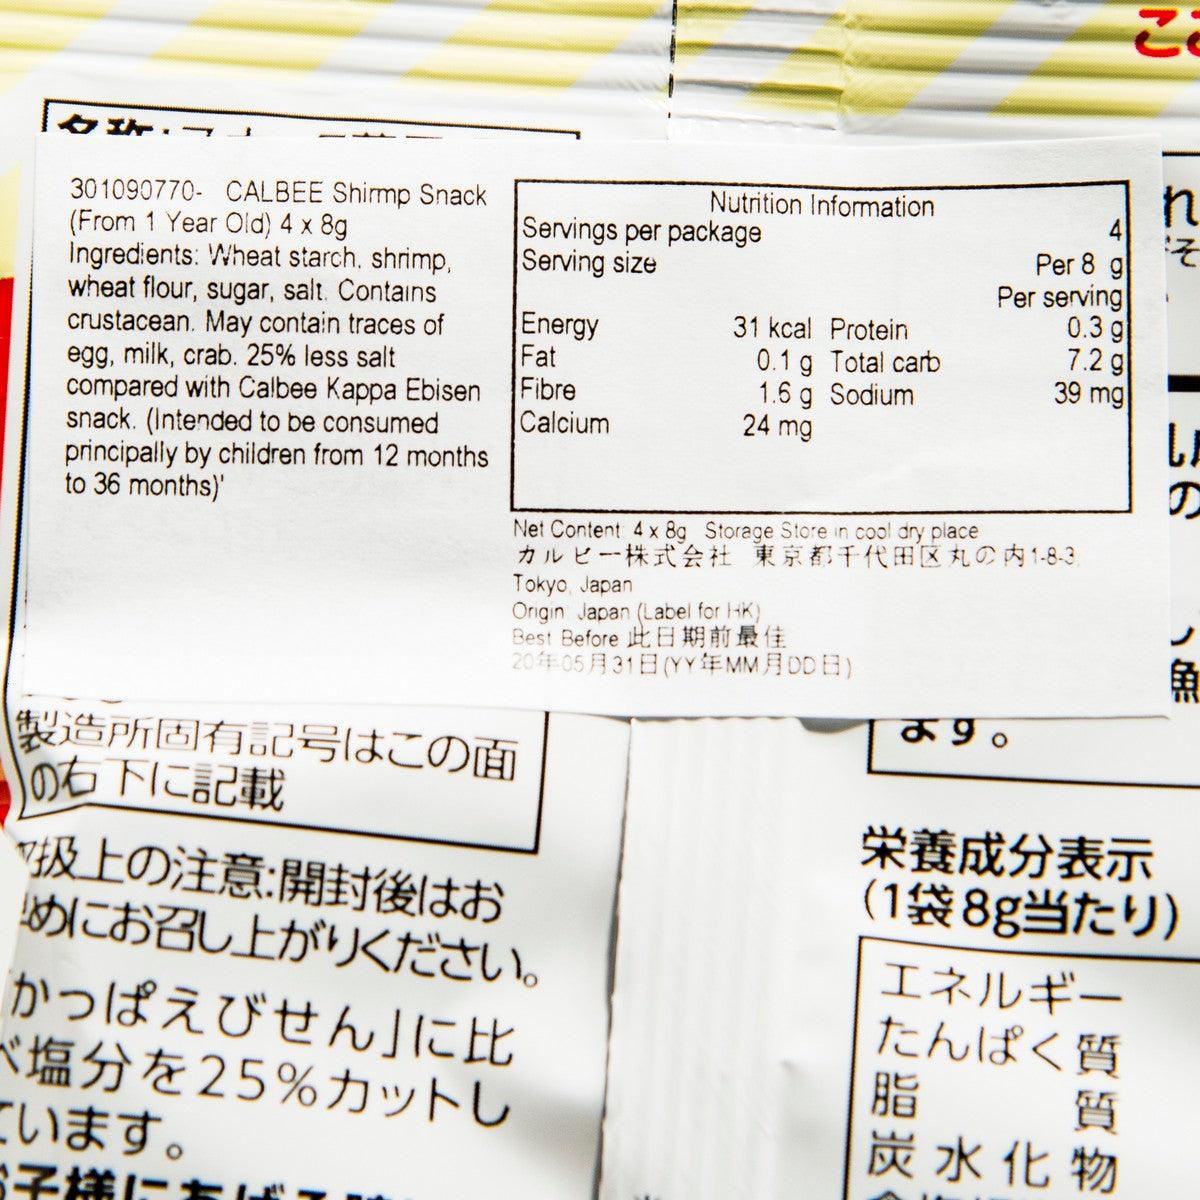 ここ
301090770- CALBEE Shirmp Snack
(From 1 Year Old) 4 x 8g
Ingredients: Wheat starch, shrimp,
wheat flour, sugar, salt. Contains
crustacean. May contain traces of
egg, milk, crab. 25% less salt
compared with Calbee Kappa Ebisen
snack. (Intended to be consumed
principally by children from 12 months
to 36 months)'
Nutrition Information
Servings per package 4
Serving size Per 8 g
Per serving
Energy 31 kcal Protein 0.3 g
Fat 0.1 g Total carb 7.2 g
Fibre 1.6 g Sodium 39 mg
Calcium 24 mg
Net Content: 4 x 8g Storage Store in cool dry place
カルビー株式会社 東京都千代田区丸の内1-8-3,
Tokyo, Japan
Origin: Japan (Label for HK)
Best Before 此日期前最佳
20年05月31日(YY年MM月DD日)
製造所固有記号はこの面
の右下に記載
扱上の注意:開封後はお
めにお召し上がりください。
かっぱえびせん」に比
べ塩分を25%カットし
ています。
ます。
栄養成分表示
(1袋8g当たり)
エネルギー
たんぱく質
脂質
炭水化物